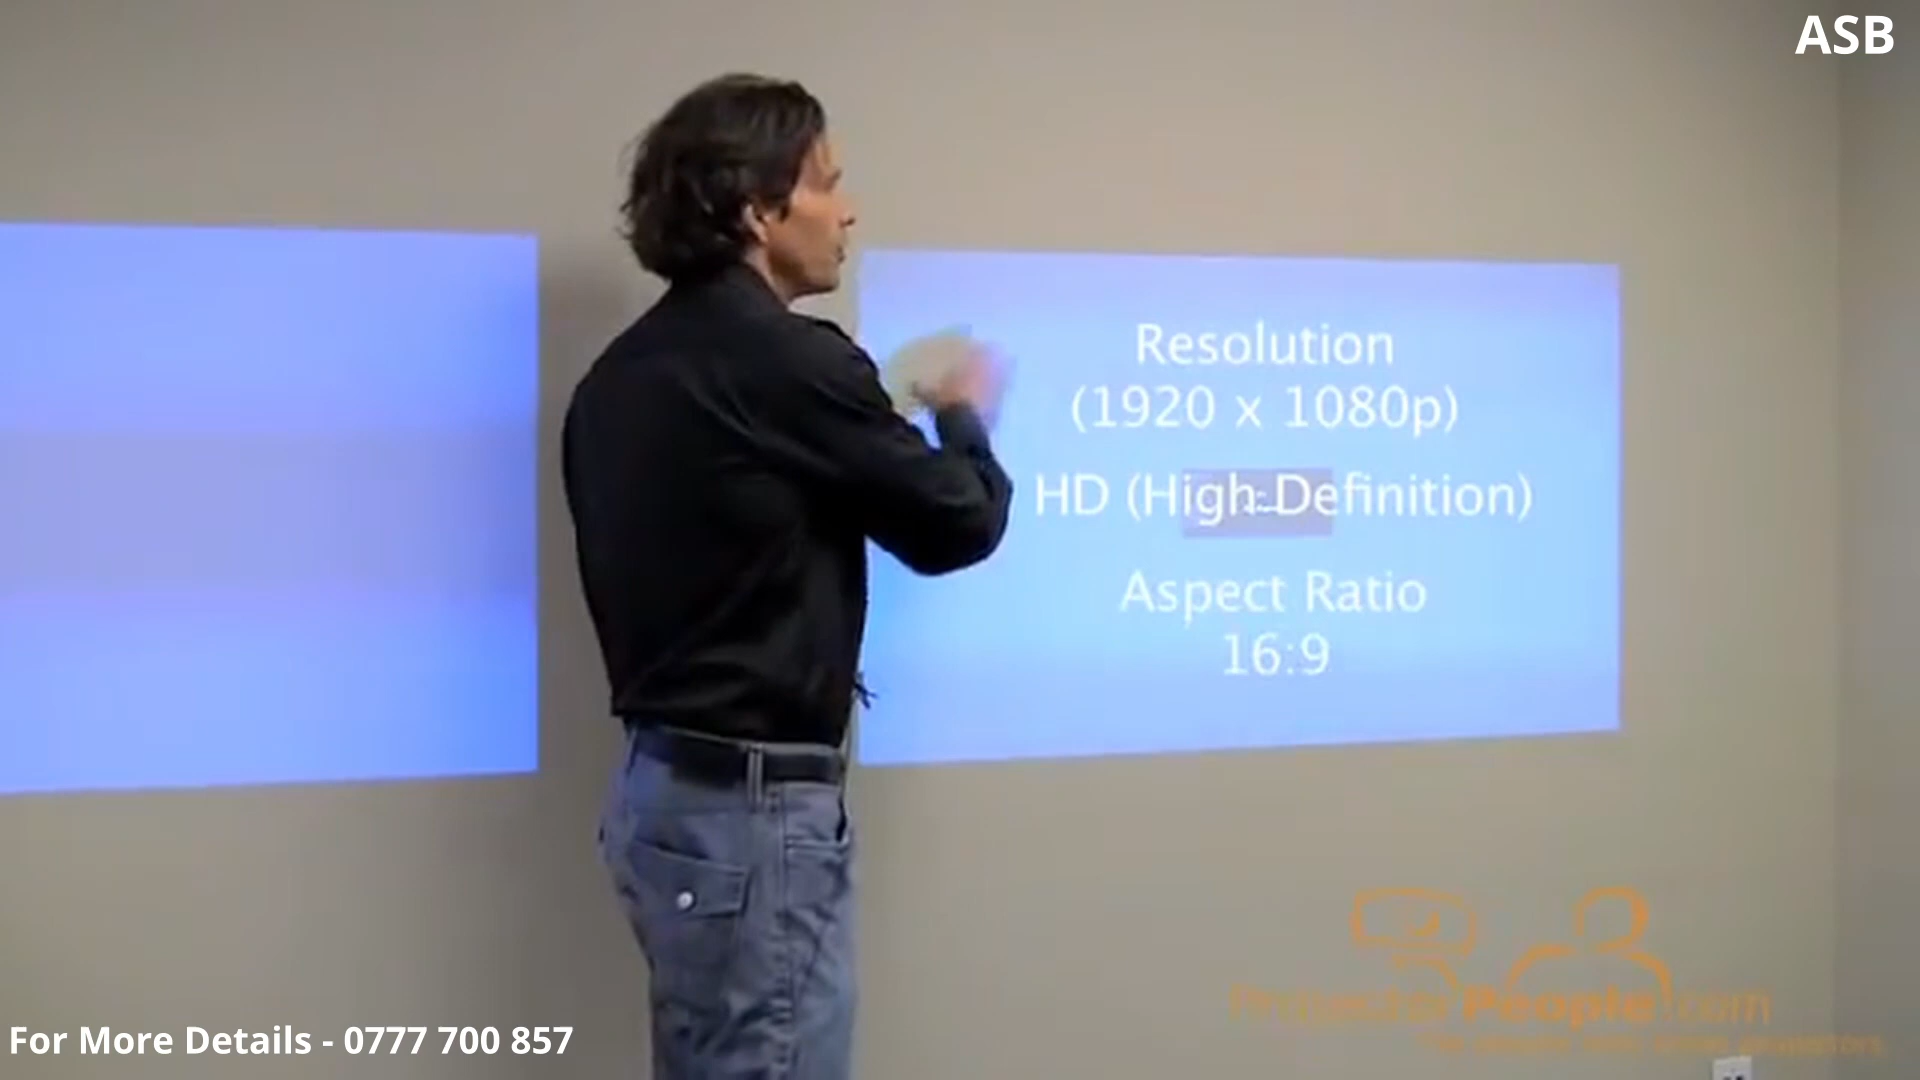 ASB
Resolution
(1920 x 1080p)
HD (High-Definition)
Aspect Ratio
16:9
ProjectorPeople.com
For More Details - 0777 700 857